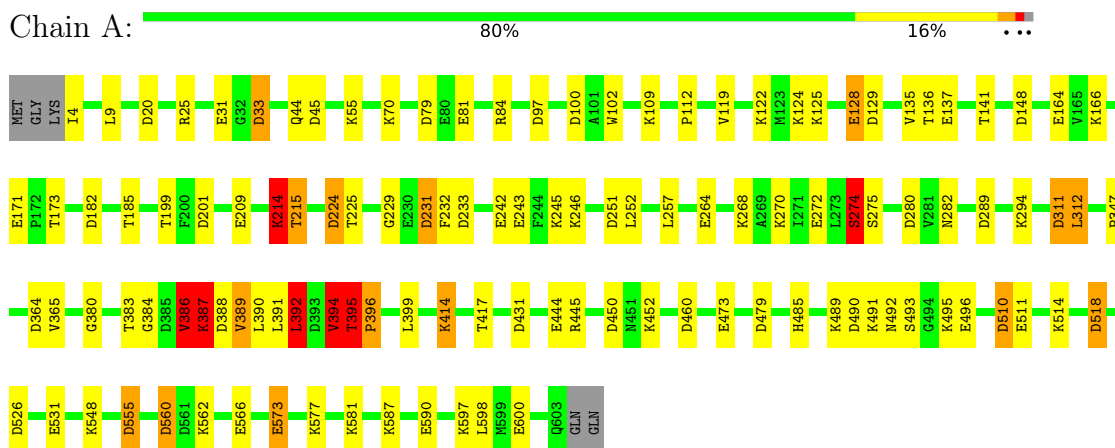 Chain A:
80% 16%
MET GLY LYS I4 L9 D20 R25 E31 G32 D33 Q44 D45 K55 K70 D79 E80 E81 R84 D97 D100 A101 W102 K109 P112 V119 K122 M123 K124 K125 E128 D129 V135 T136 E137 T141 D148 E164 V165 K166
E171 P172 T173 D182 T185 T199 F200 D201 E209 K214 T215 D224 T225 G229 E230 D231 F232 D233 E242 E243 F244 K245 K246 D251 L252 L257 E264 K268 A269 K270 I271 E272 L273 S274 S275 D280 V281 N282 D289 K294 D311 L312
D364 V365 G380 T383 G384 D385 V386 K387 D388 V389 L390 L391 L392 D393 V394 T395 P396 L399 K414 T417 D431 E444 R445 D450 N451 K452 D460 E473 D479 H485 K489 D490 K491 N492 S493 G494 K495 E496 D510 E511 K514 D518
D526 E531 K548 D555 D560 D561 K562 E566 E573 K577 K581 K587 E590 K597 L598 M599 E600 Q603 GLN GLN